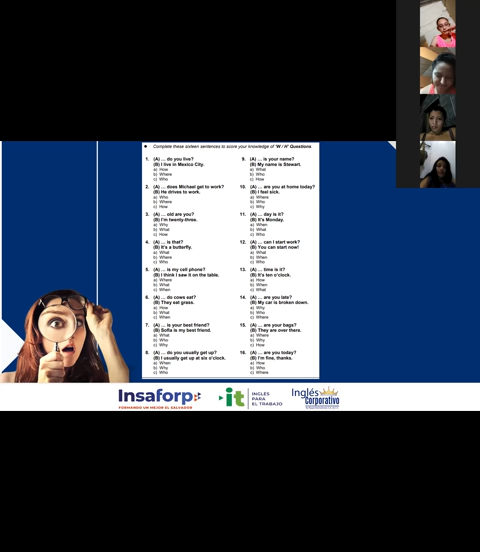 Complete these sixteen sentences to score your knowledge of "W / H" Questions.
1. (A) ... do you live?
(B) I live in Mexico City.
a) How
b) Where
c) Who
2. (A) ... does Michael get to work?
(B) He drives to work.
a) Who
b) Where
c) How
3. (A) ... old are you?
(B) I'm twenty-three.
a) Why
b) What
c) How
4. (A) ... is that?
(B) It's a butterfly.
a) What
b) Where
c) Who
5. (A) ... is my cell phone?
(B) I think I saw it on the table.
a) Where
b) What
c) When
6. (A) ... do cows eat?
(B) They eat grass.
a) How
b) What
c) When
7. (A) ... is your best friend?
(B) Sofia is my best friend.
a) What
b) Who
c) Why
8. (A) ... do you usually get up?
(B) I usually get up at six o'clock.
a) When
b) Why
c) Who
9. (A) ... is your name?
(B) My name is Stewart.
a) What
b) Who
c) How
10. (A) ... are you at home today?
(B) I feel sick.
a) Where
b) Who
c) Why
11. (A) ... day is it?
(B) It's Monday.
a) When
b) What
c) Who
12. (A) ... can I start work?
(B) You can start now!
a) What
b) When
c) Who
13. (A) ... time is it?
(B) It's ten o'clock.
a) How
b) When
c) What
14. (A) ... are you late?
(B) My car is broken down.
a) Why
b) Who
c) Where
15. (A) ... are your bags?
(B) They are over there.
a) Where
b) Why
c) How
16. (A) ... are you today?
(B) I'm fine, thanks.
a) How
b) Who
c) Where
Insaforp
FORMANDO UN MEJOR EL SALVADOR
it
INGLÉS
PARA
EL TRABAJO
Inglés
Corporativo